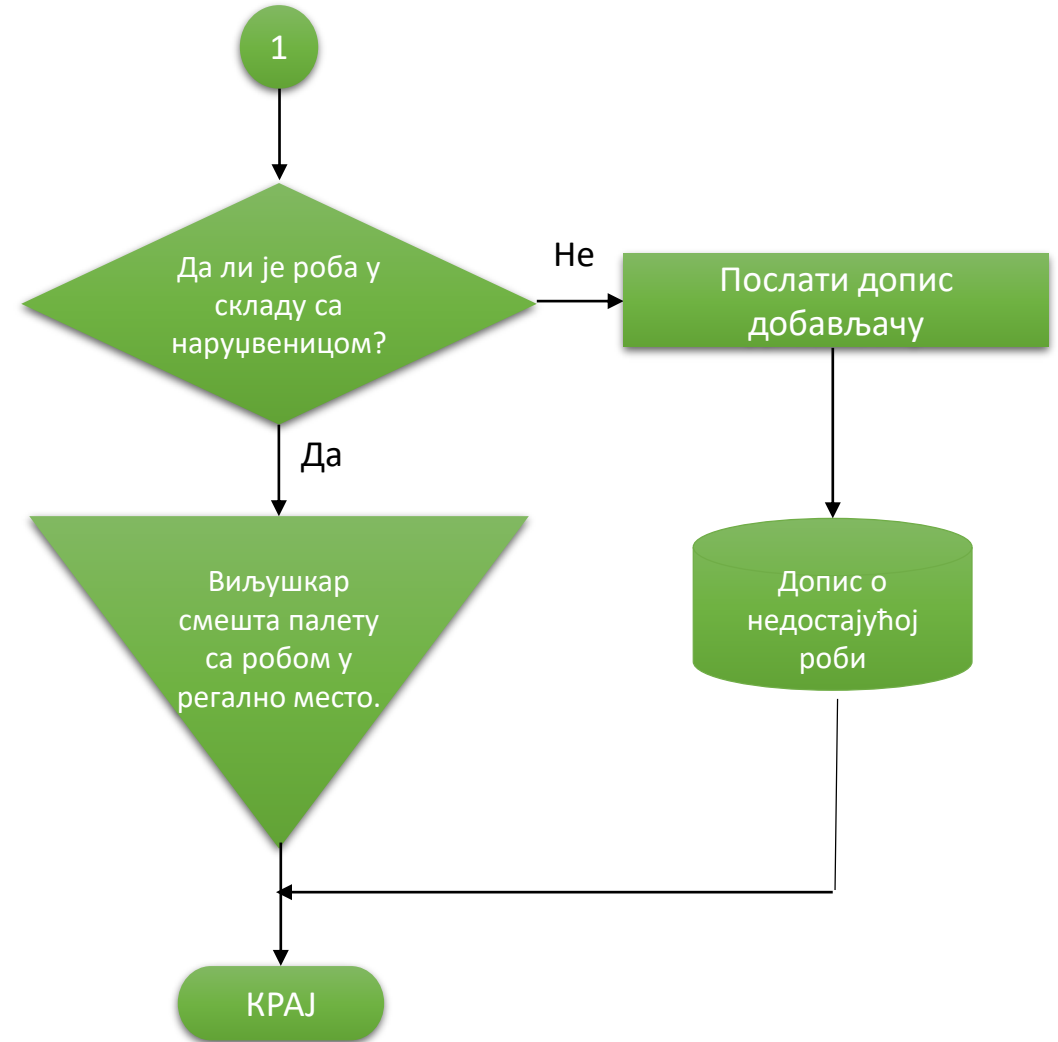 1
Да ли је роба у
складу са
наруџвеницом?
Не
Послати допис
добављачу
Да
Виљушкар
смешта палету
са робом у
регално место.
Допис о
недостајућој
роби
КРАЈ